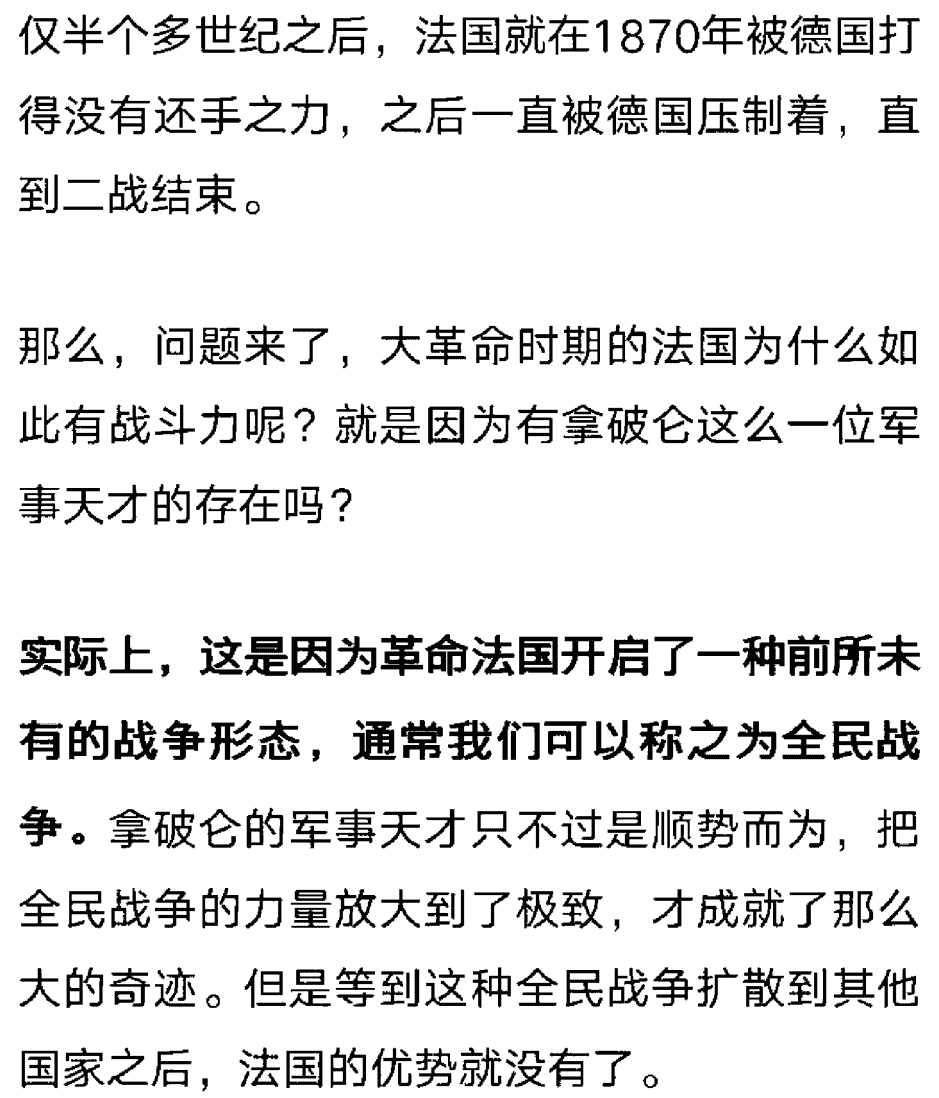 仅半个多世纪之后，法国就在1870年被德国打
得没有还手之力，之后一直被德国压制着，直
到二战结束。
那么，问题来了，大革命时期的法国为什么如
此有战斗力呢？就是因为有拿破仑这么一位军
事天才的存在吗？
实际上，这是因为革命法国开启了一种前所未
有的战争形态，通常我们可以称之为全民战
争。拿破仑的军事天才只不过是顺势而为，把
全民战争的力量放大到了极致，才成就了那么
大的奇迹。但是等到这种全民战争扩散到其他
国家之后，法国的优势就没有了。